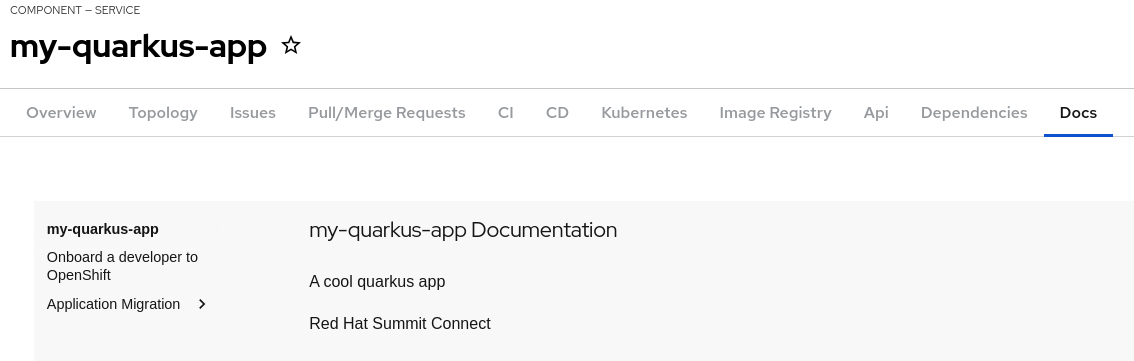 COMPONENT — SERVICE
my-quarkus-app
Overview Topology Issues Pull/Merge Requests CI CD Kubernetes Image Registry Api Dependencies Docs
my-quarkus-app
Onboard a developer to
OpenShift
Application Migration
my-quarkus-app Documentation
A cool quarkus app
Red Hat Summit Connect